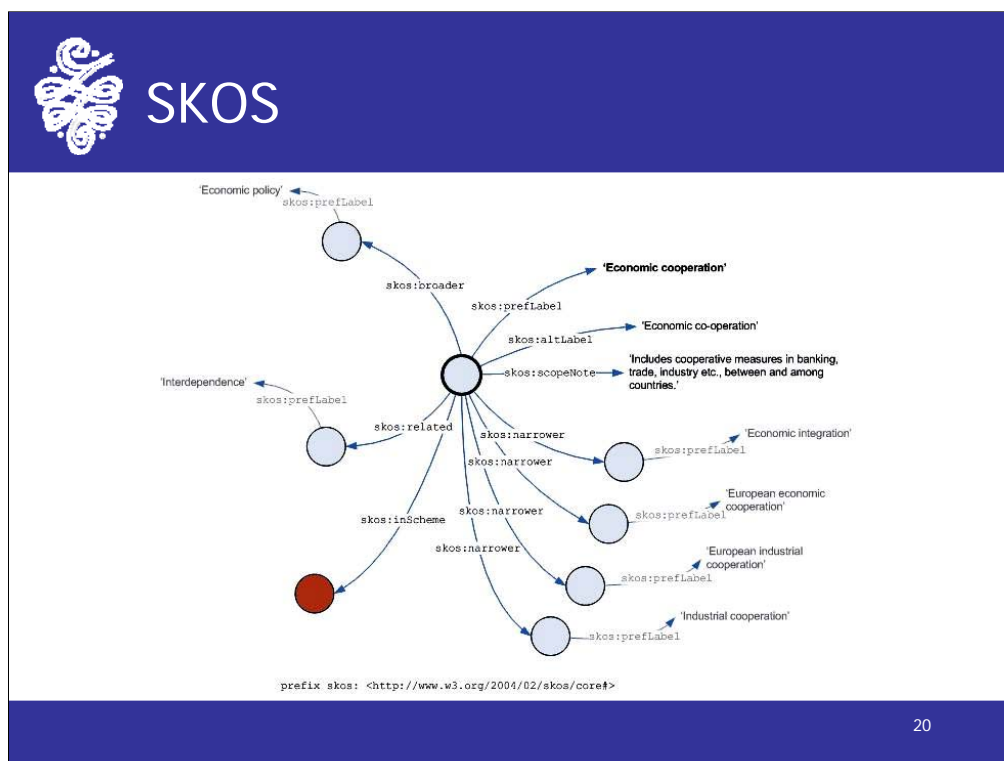 SKOS
'Economic policy'
skos:prefLabel
skos:broader
'Economic cooperation'
skos:prefLabel
'Economic co-operation'
skos:altLabel
skos:scopeNote
'Includes cooperative measures in banking,
trade, industry etc., between and among
countries.'
'Interdependence'
skos:prefLabel
skos:related
skos:narrower
'Economic integration'
skos:prefLabel
skos:narrower
'European economic
cooperation'
skos:prefLabel
skos:inScheme
skos:narrower
skos:narrower
'European industrial
cooperation'
skos:prefLabel
'Industrial cooperation'
skos:prefLabel
prefix skos: <http://www.w3.org/2004/02/skos/core#>
20